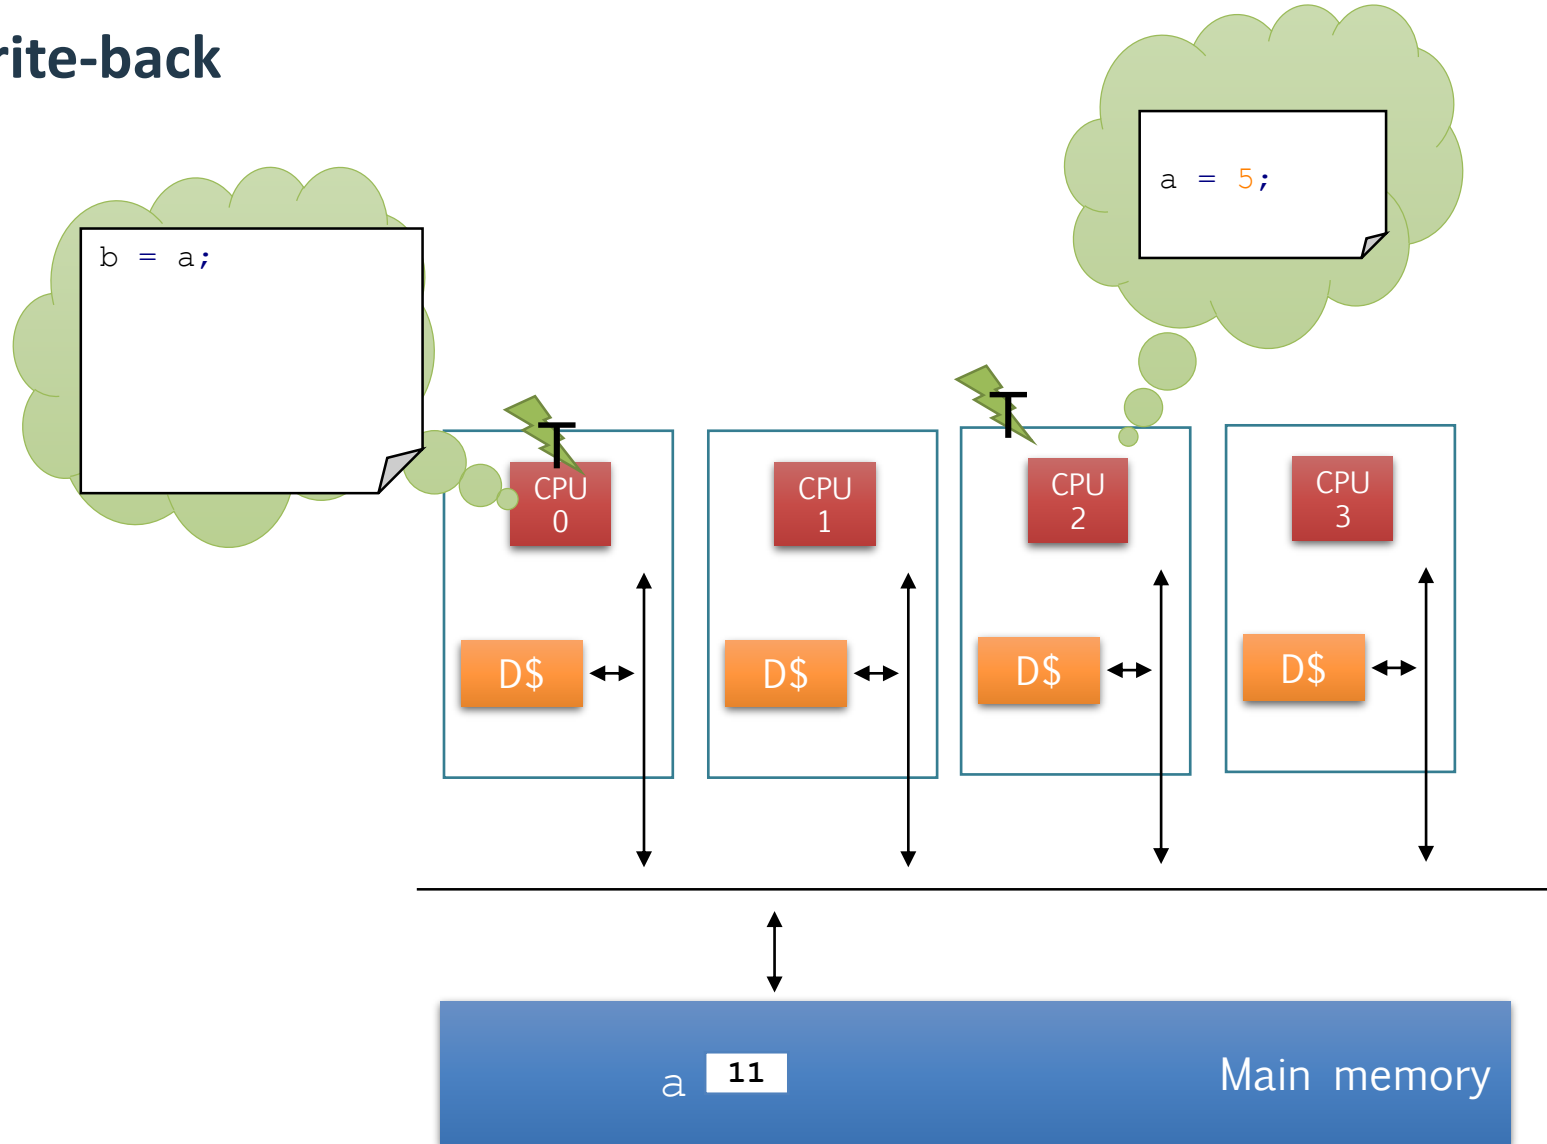 rite-back
a = 5;
b = a;
T
T
CPU
0
CPU
1
CPU
2
CPU
3
D$
D$
D$
D$
a 11
Main memory